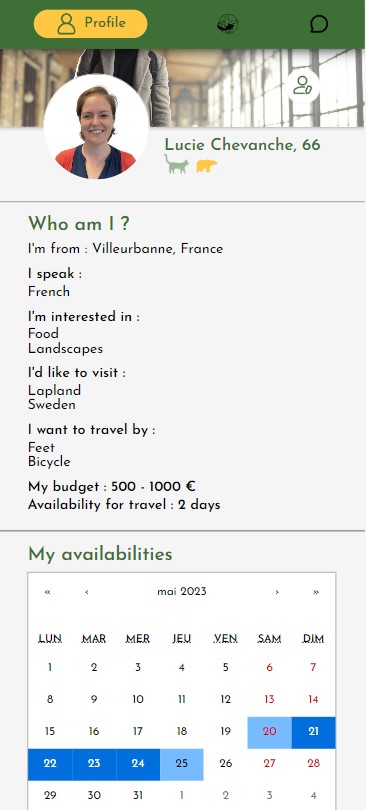 Profile
Lucie Chevanche, 66
Who am I ?
I'm from : Villeurbanne, France
I speak :
French
I'm interested in :
Food
Landscapes
I'd like to visit :
Lapland
Sweden
I want to travel by :
Feet
Bicycle
My budget : 500 - 1000 €
Availability for travel : 2 days
My availabilities
« ‹ mai 2023 › »
LUN MAR MER JEU VEN SAM DIM
1 2 3 4 5 6 7
8 9 10 11 12 13 14
15 16 17 18 19 20 21
22 23 24 25 26 27 28
29 30 31 1 2 3 4